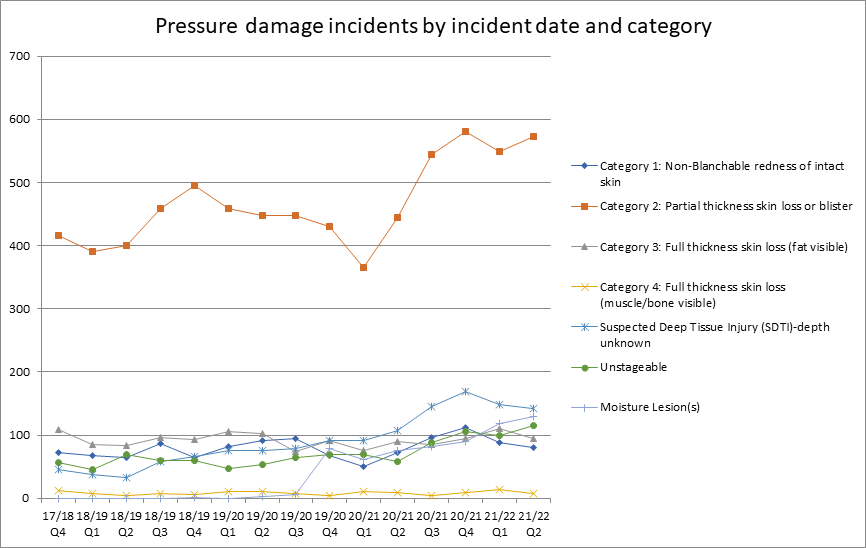 Pressure damage incidents by incident date and category
700
600
500
400
300
200
100
0
17/18 18/19 18/19 18/19 18/19 19/20 19/20 19/20 19/20 20/21 20/21 20/21 20/21 21/22 21/22
Q4 Q1 Q2 Q3 Q4 Q1 Q2 Q3 Q4 Q1 Q2 Q3 Q4 Q1 Q2
Category 1: Non-Blanchable redness of intact
skin
Category 2: Partial thickness skin loss or blister
Category 3: Full thickness skin loss (fat visible)
Category 4: Full thickness skin loss
(muscle/bone visible)
Suspected Deep Tissue Injury (SDTI)-depth
unknown
Unstageable
Moisture Lesion(s)